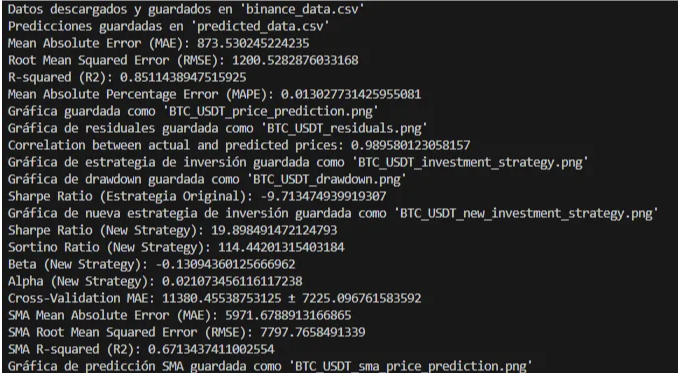 Datos descargados y guardados en 'binance_data.csv'
Predicciones guardadas en 'predicted_data.csv'
Mean Absolute Error (MAE): 873.530245224235
Root Mean Squared Error (RMSE): 1200.5282876033168
R-squared (R2): 0.8511438947515925
Mean Absolute Percentage Error (MAPE): 0.013027731425955081
Gráfica guardada como 'BTC_USDT_price_prediction.png'
Gráfica de residuales guardada como 'BTC_USDT_residuals.png'
Correlation between actual and predicted prices: 0.989580123058157
Gráfica de estrategia de inversión guardada como 'BTC_USDT_investment_strategy.png'
Gráfica de drawdown guardada como 'BTC_USDT_drawdown.png'
Sharpe Ratio (Estrategia Original): -9.713474939919307
Gráfica de nueva estrategia de inversión guardada como 'BTC_USDT_new_investment_strategy.png'
Sharpe Ratio (New Strategy): 19.898491472124793
Sortino Ratio (New Strategy): 114.44201315403184
Beta (New Strategy): -0.13094360125666962
Alpha (New Strategy): 0.021073456116117238
Cross-Validation MAE: 11380.45538753125 ± 7225.096761583592
SMA Mean Absolute Error (MAE): 5971.6788913166865
SMA Root Mean Squared Error (RMSE): 7797.7658491339
SMA R-squared (R2): 0.6713437411002554
Gráfica de predicción SMA guardada como 'BTC_USDT_sma_price_prediction.png'